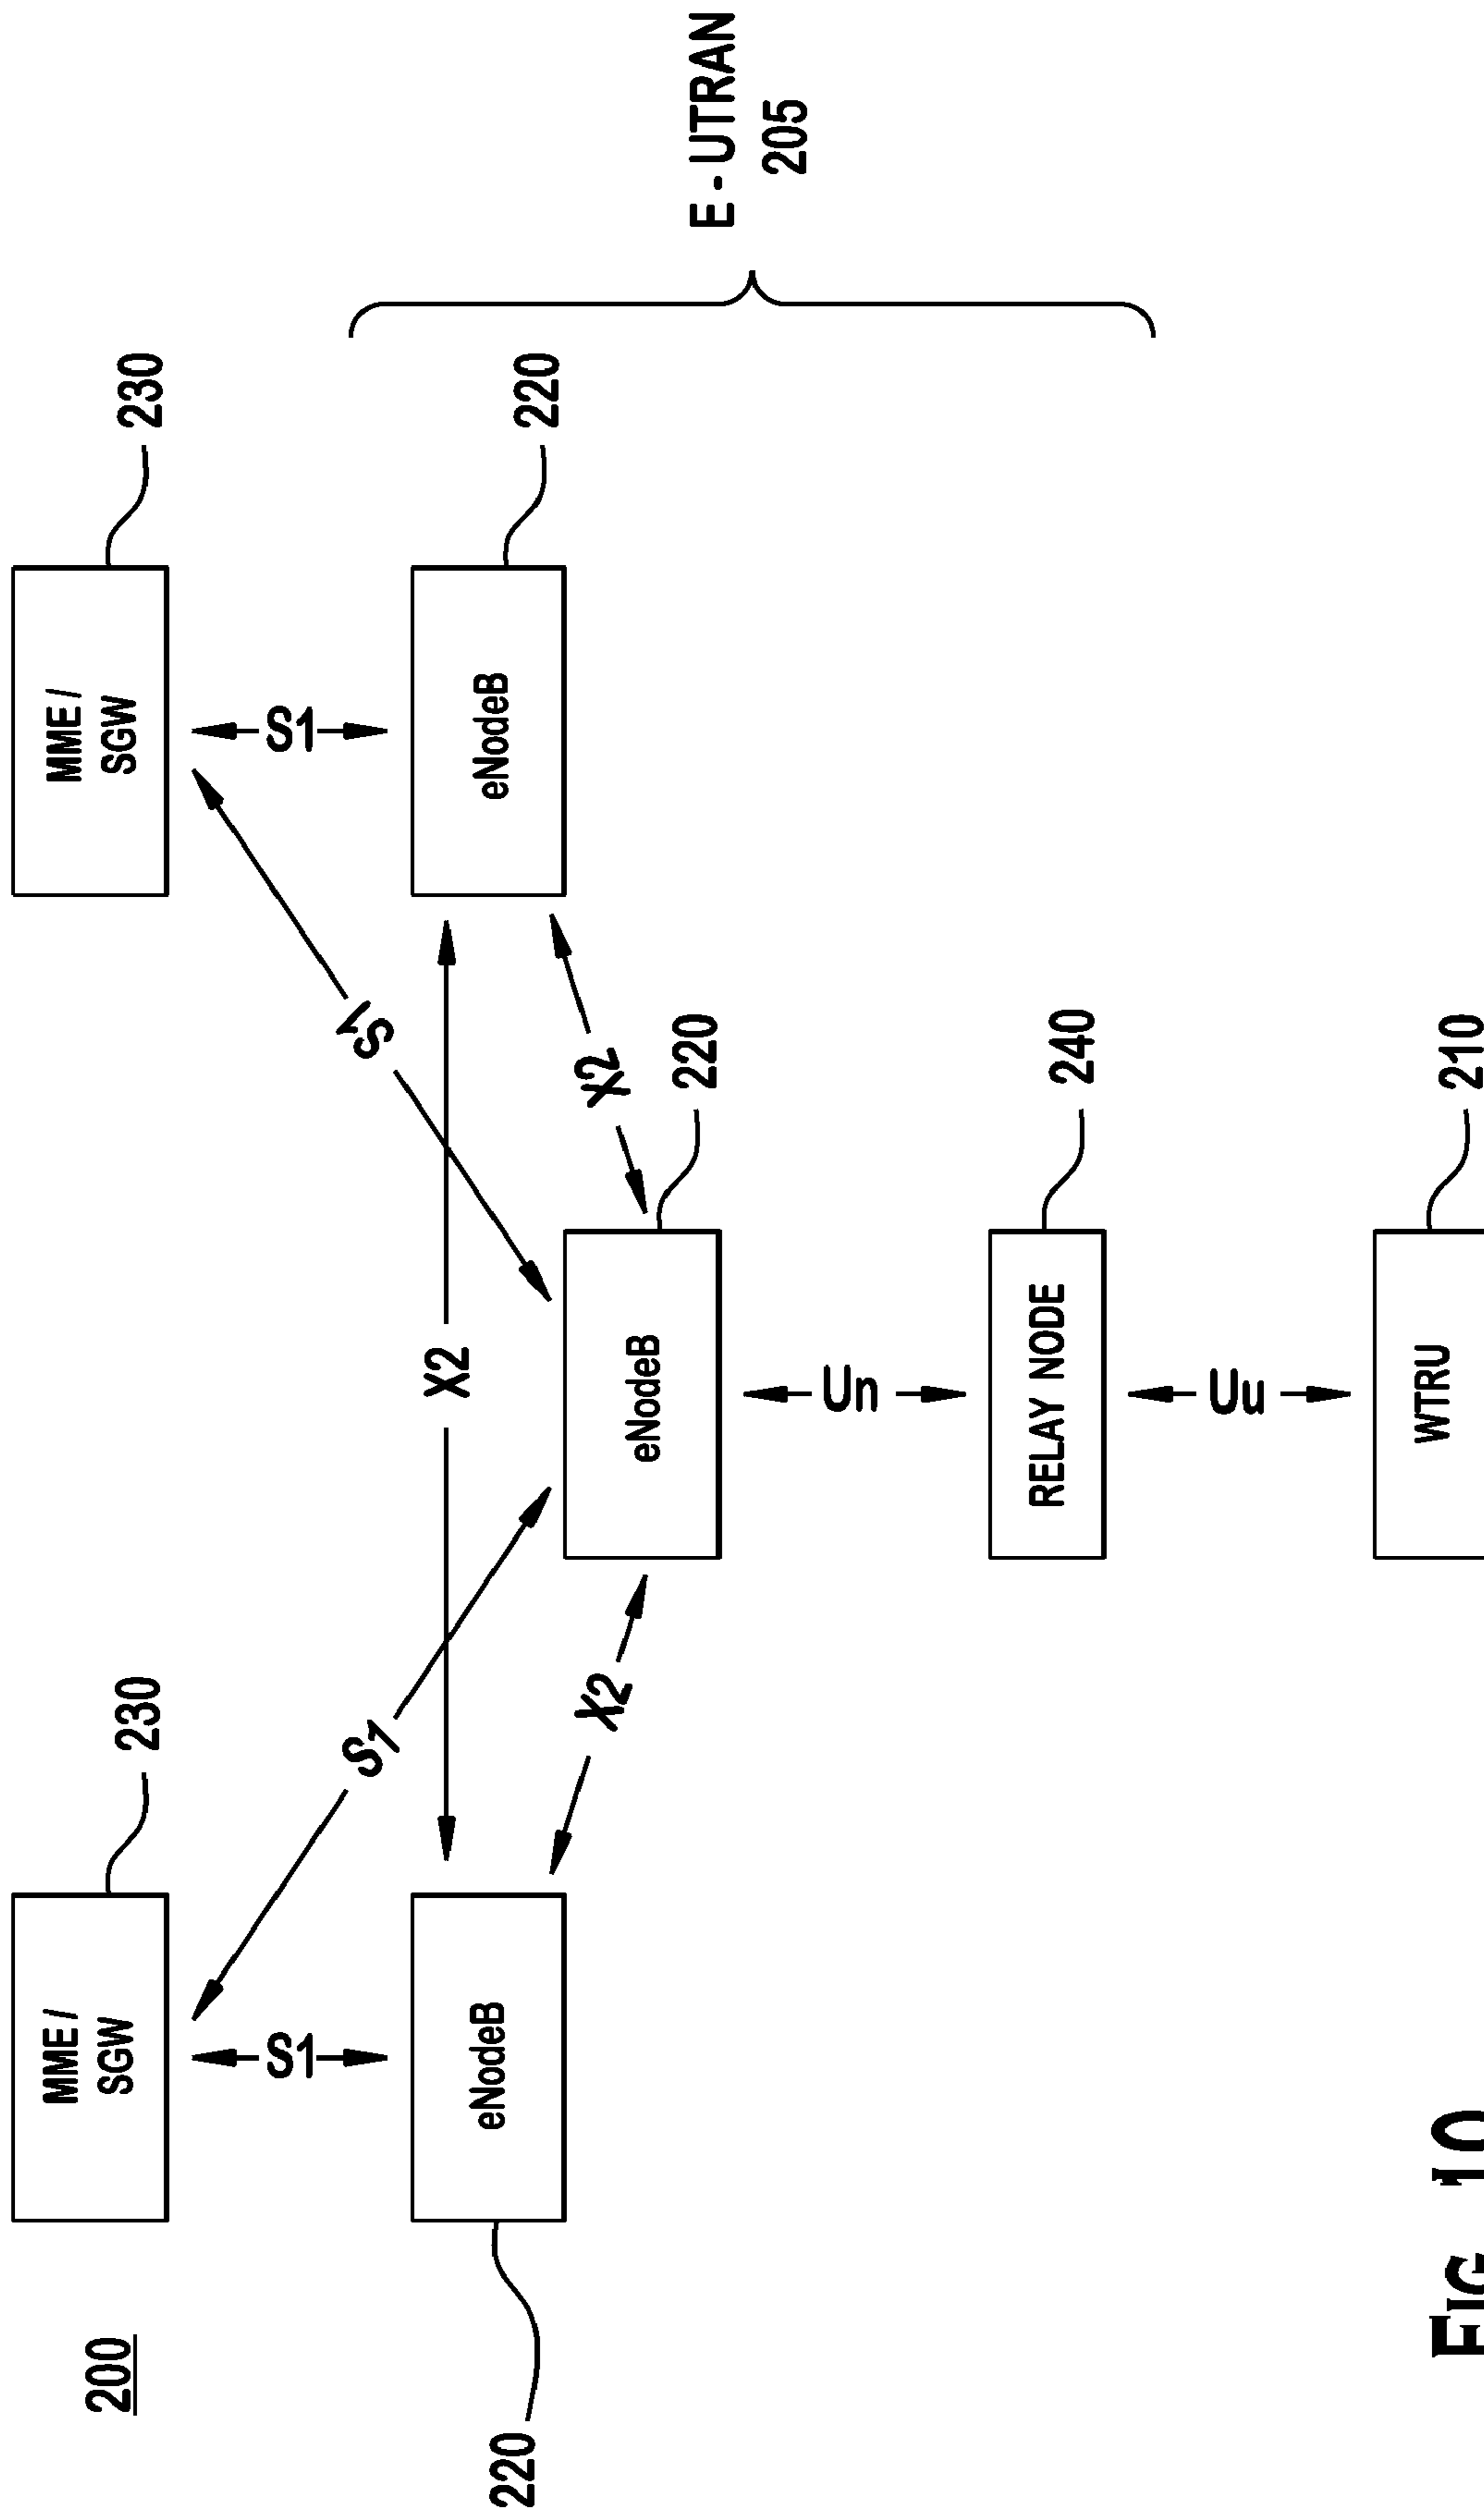 200
MME/
SGW
230
MME/
SGW
230
S1
S1
S1
S1
X2
220
eNodeB
eNodeB
220
X2
X2
eNodeB
220
E-UTRAN
205
Un
RELAY NODE
240
Uu
WTRU
210
FIG